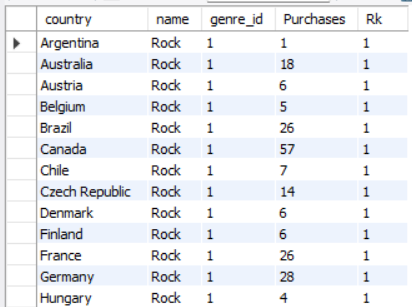 country name genre_id Purchases Rk
Argentina Rock 1 1 1
Australia Rock 1 18 1
Austria Rock 1 6 1
Belgium Rock 1 5 1
Brazil Rock 1 26 1
Canada Rock 1 57 1
Chile Rock 1 7 1
Czech Republic Rock 1 14 1
Denmark Rock 1 6 1
Finland Rock 1 6 1
France Rock 1 26 1
Germany Rock 1 28 1
Hungary Rock 1 4 1